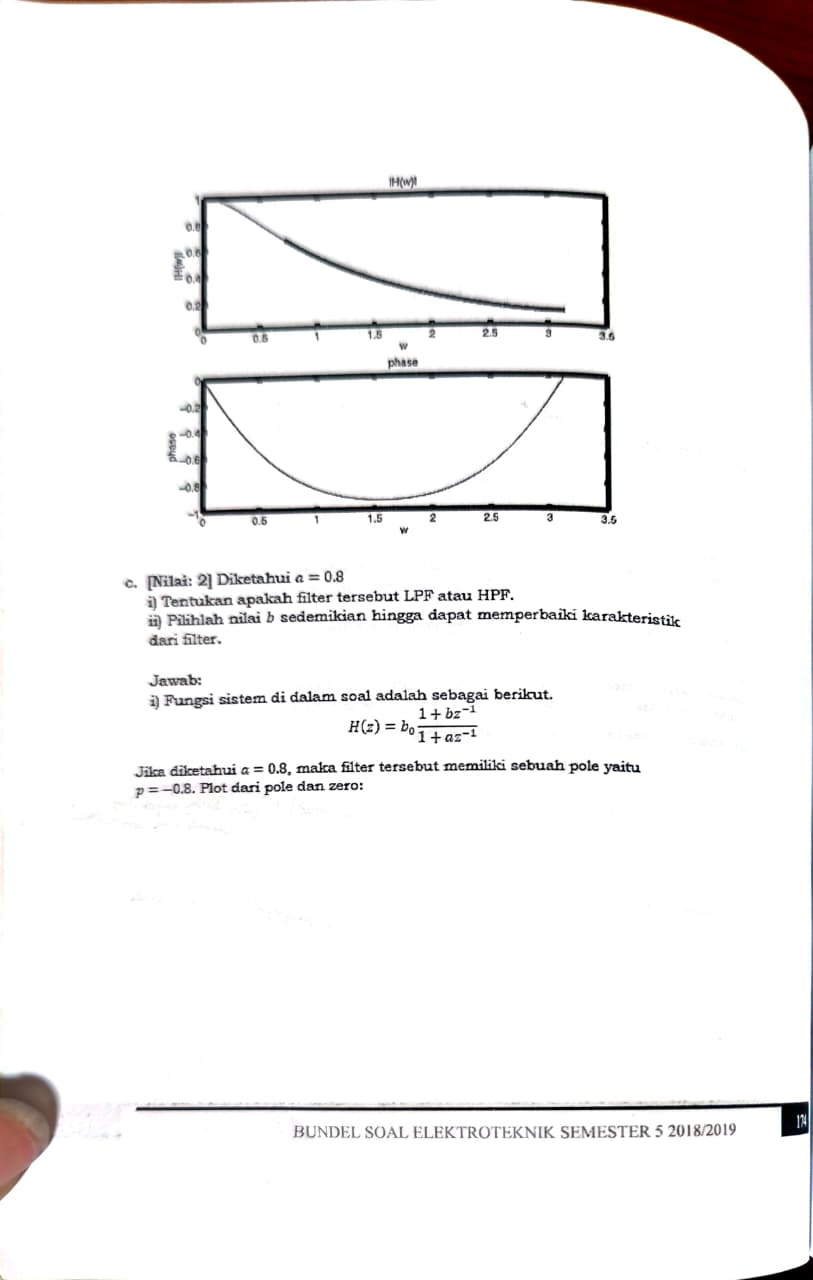 |H(w)|
|H(w)|
1
0.8
0.6
0.4
0.2
0
0 0.5 1 1.5 2 2.5 3 3.5
w
phase
phase
0
-0.2
-0.4
-0.6
-0.8
-1
0 0.5 1 1.5 2 2.5 3 3.5
w
c. [Nilai: 2] Diketahui a = 0.8
i) Tentukan apakah filter tersebut LPF atau HPF.
ii) Pilihlah nilai b sedemikian hingga dapat memperbaiki karakteristik
dari filter.
Jawab:
i) Fungsi sistem di dalam soal adalah sebagai berikut.
H(z) = b₀ (1 + bz⁻¹)/(1 + az⁻¹)
Jika diketahui a = 0.8, maka filter tersebut memiliki sebuah pole yaitu
p = −0.8. Plot dari pole dan zero:
BUNDEL SOAL ELEKTROTEKNIK SEMESTER 5 2018/2019
174